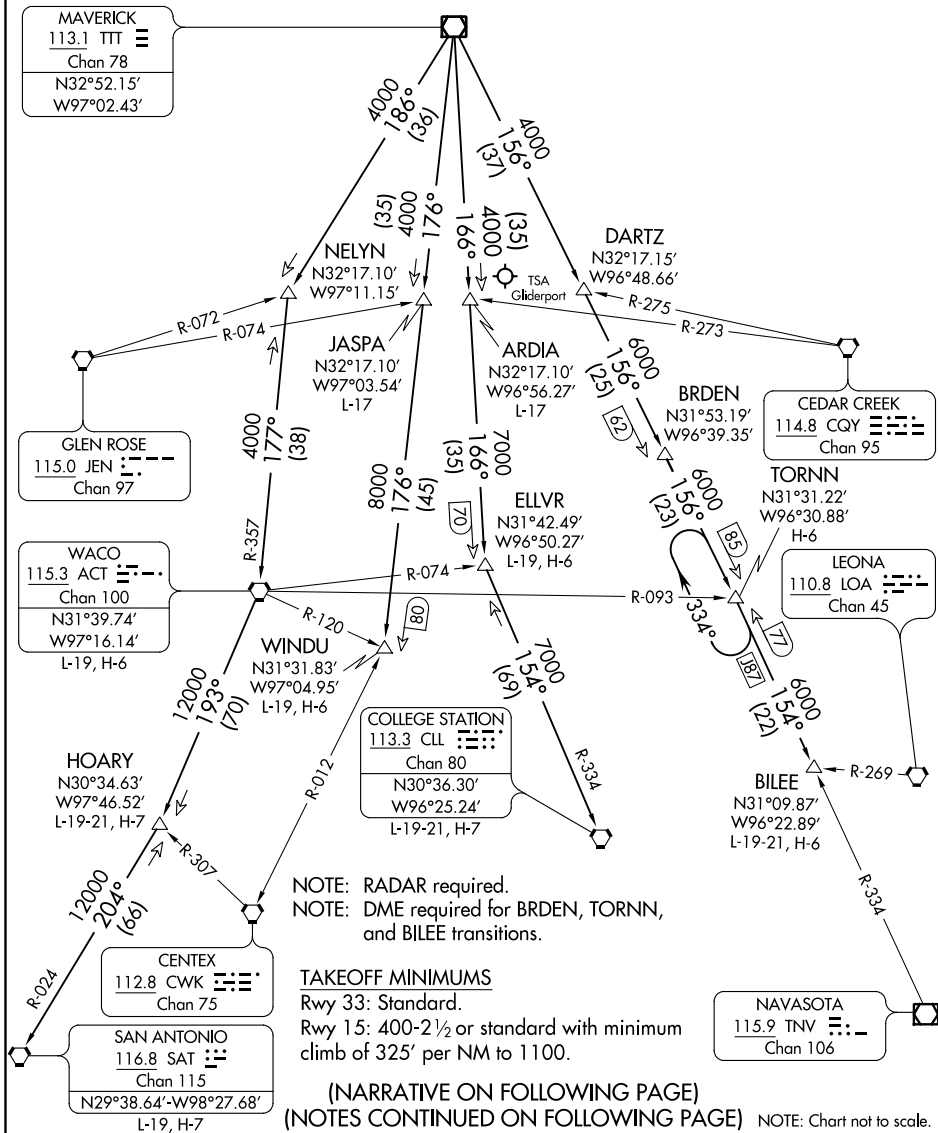 MAVERICK
113.1 TTT
Chan 78
N32°52.15'
W97°02.43'
4000
186°
(36)
(35)
4000
176°
(35)
4000
166°
4000
156°
(37)
NELYN
N32°17.10'
W97°11.15'
DARTZ
N32°17.15'
W96°48.66'
TSA
Gliderport
R-072
R-074
R-275
R-273
JASPA
N32°17.10'
W97°03.54'
L-17
ARDIA
N32°17.10'
W96°56.27'
L-17
6000
156°
(25)
62
BRDEN
N31°53.19'
W96°39.35'
CEDAR CREEK
114.8 CQY
Chan 95
GLEN ROSE
115.0 JEN
Chan 97
4000
177°
(38)
8000
176°
(45)
7000
166°
(35)
70
ELLVR
N31°42.49'
W96°50.27'
L-19, H-6
6000
156°
(23)
85
TORNN
N31°31.22'
W96°30.88'
H-6
R-357
WACO
115.3 ACT
Chan 100
N31°39.74'
W97°16.14'
L-19, H-6
R-074
R-093
R-120
LEONA
110.8 LOA
Chan 45
334°
77
J87
80
WINDU
N31°31.83'
W97°04.95'
L-19, H-6
7000
154°
(69)
6000
154°
(22)
12000
193°
(70)
COLLEGE STATION
113.3 CLL
Chan 80
N30°36.30'
W96°25.24'
L-19-21, H-7
R-334
HOARY
N30°34.63'
W97°46.52'
L-19-21, H-7
R-012
R-269
BILEE
N31°09.87'
W96°22.89'
L-19-21, H-6
R-307
R-334
12000
204°
(66)
R-024
NOTE: RADAR required.
NOTE: DME required for BRDEN, TORNN,
and BILEE transitions.
CENTEX
112.8 CWK
Chan 75
TAKEOFF MINIMUMS
Rwy 33: Standard.
Rwy 15: 400-2½ or standard with minimum
climb of 325' per NM to 1100.
NAVASOTA
115.9 TNV
Chan 106
SAN ANTONIO
116.8 SAT
Chan 115
N29°38.64'-W98°27.68'
L-19, H-7
(NARRATIVE ON FOLLOWING PAGE)
(NOTES CONTINUED ON FOLLOWING PAGE)
NOTE: Chart not to scale.